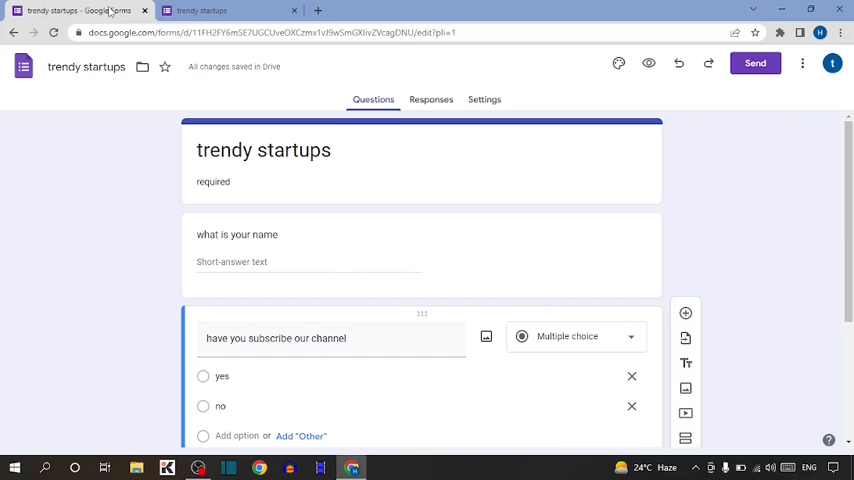 trendy startups - Google Forms
trendy startups
docs.google.com/forms/d/11FH2FY6mSE7UGCUveOXCzmx1vJ9wSmGXIivZVcagDNU/edit?pli=1
H
trendy startups
All changes saved in Drive
Send
t
Questions
Responses
Settings
trendy startups
required
what is your name
Short-answer text
have you subscribe our channel
Multiple choice
yes
no
Add option or Add "Other"
Tт
24°C Haze
ENG